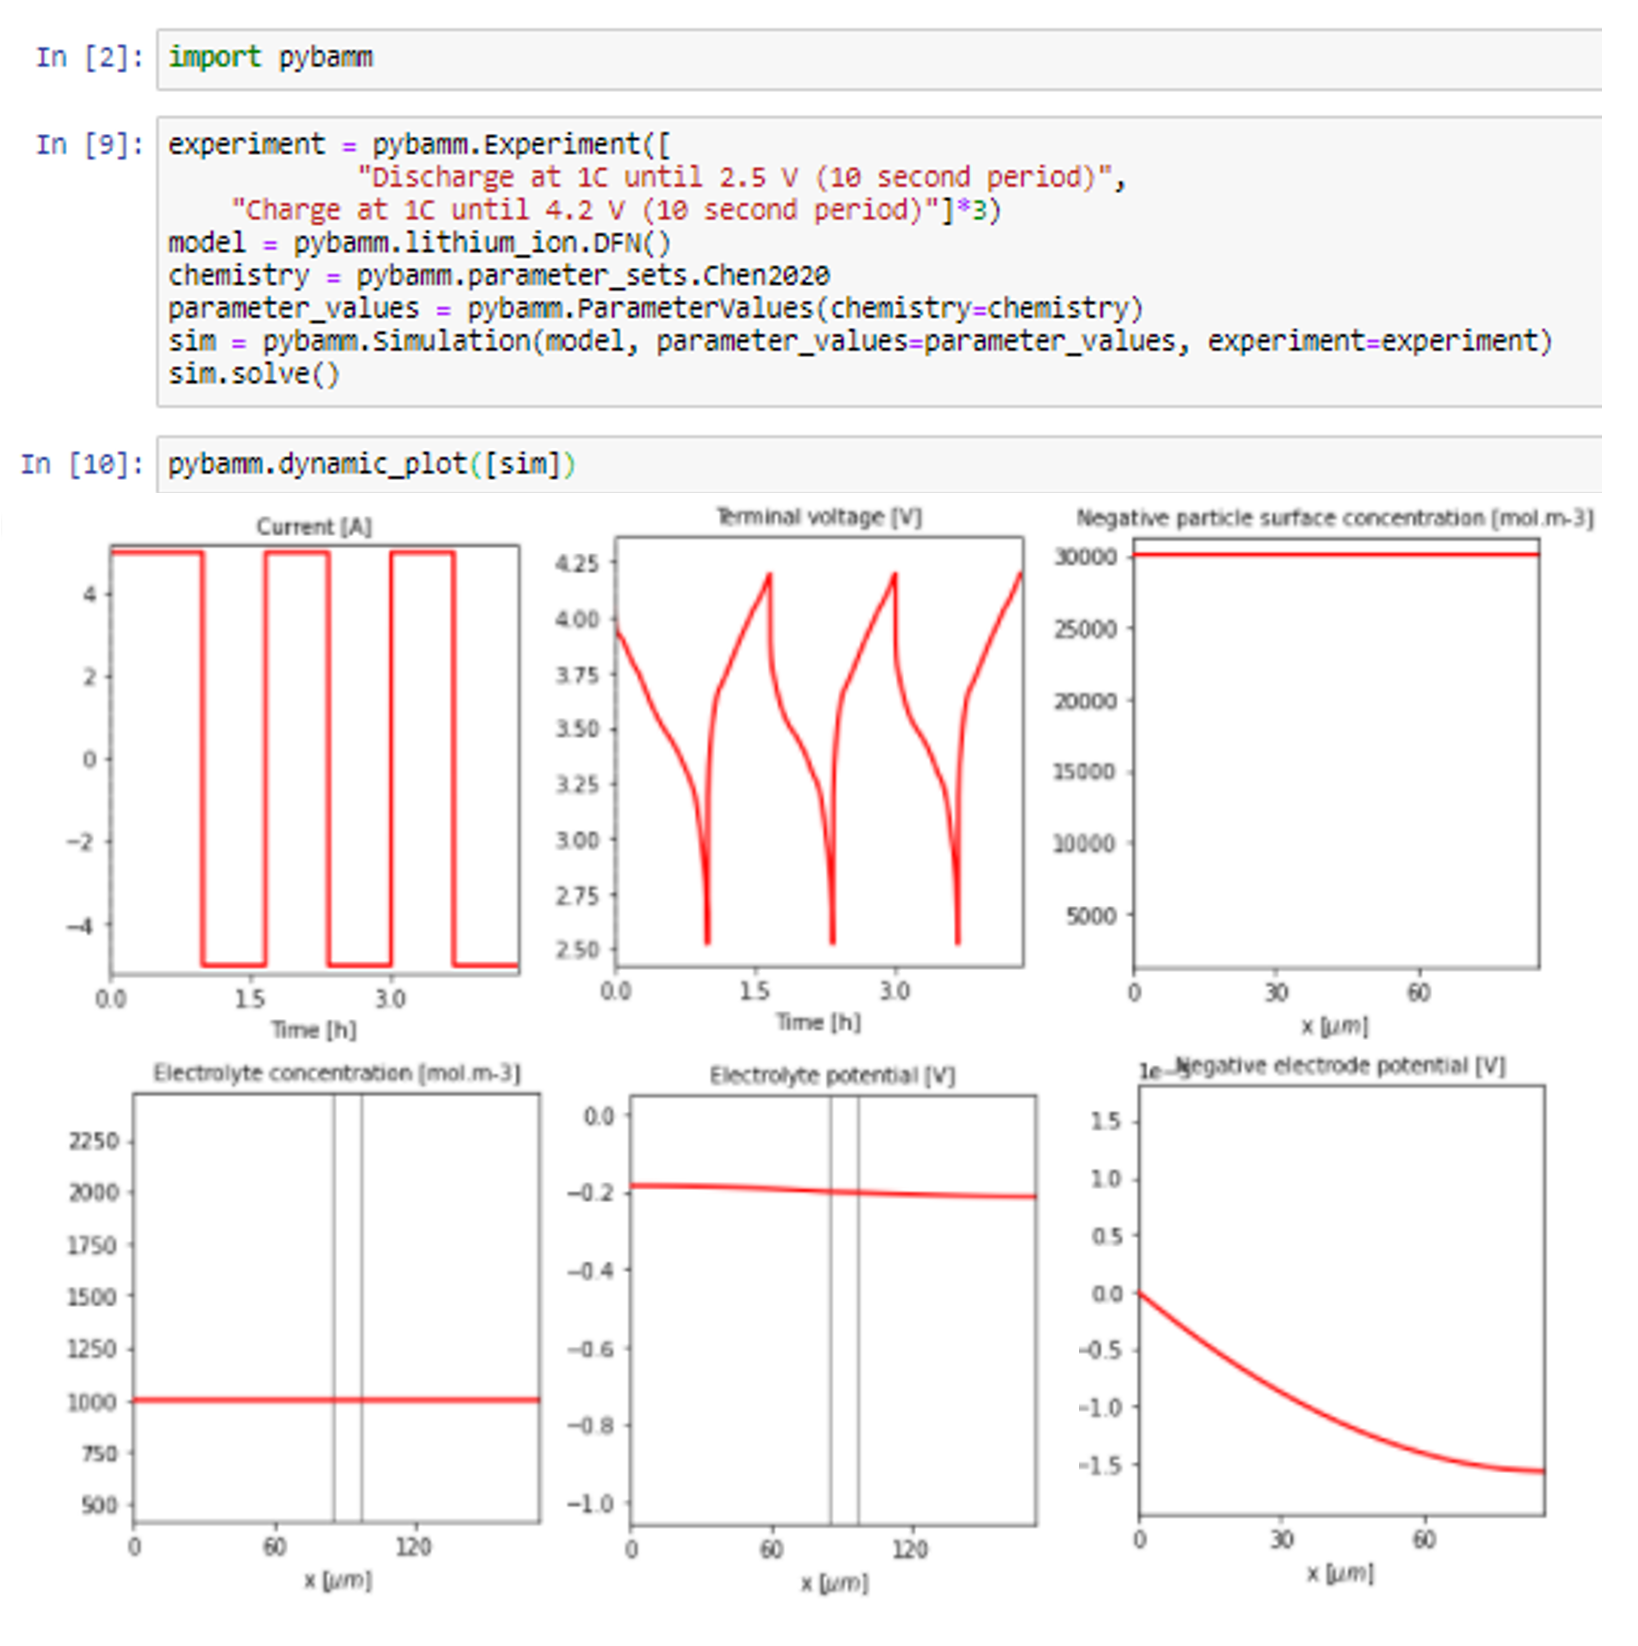 In [2]: import pybamm
In [9]: experiment = pybamm.Experiment([
"Discharge at 1C until 2.5 V (10 second period)",
"Charge at 1C until 4.2 V (10 second period)"]*3)
model = pybamm.lithium_ion.DFN()
chemistry = pybamm.parameter_sets.Chen2020
parameter_values = pybamm.ParameterValues(chemistry=chemistry)
sim = pybamm.Simulation(model, parameter_values=parameter_values, experiment=experiment)
sim.solve()
In [10]: pybamm.dynamic_plot([sim])
Current [A]
4
2
0
−2
−4
0.0 1.5 3.0
Time [h]
Terminal voltage [V]
4.25
4.00
3.75
3.50
3.25
3.00
2.75
2.50
0.0 1.5 3.0
Time [h]
Negative particle surface concentration [mol.m-3]
30000
25000
20000
15000
10000
5000
0 30 60
x [μm]
Electrolyte concentration [mol.m-3]
2250
2000
1750
1500
1250
1000
750
500
0 60 120
x [μm]
Electrolyte potential [V]
0.0
−0.2
−0.4
−0.6
−0.8
−1.0
0 60 120
x [μm]
Negative electrode potential [V]
1.5
1.0
0.5
0.0
−0.5
−1.0
−1.5
0 30 60
x [μm]